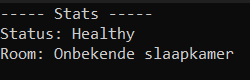 ----- Stats -----
Status: Healthy
Room: Onbekende slaapkamer